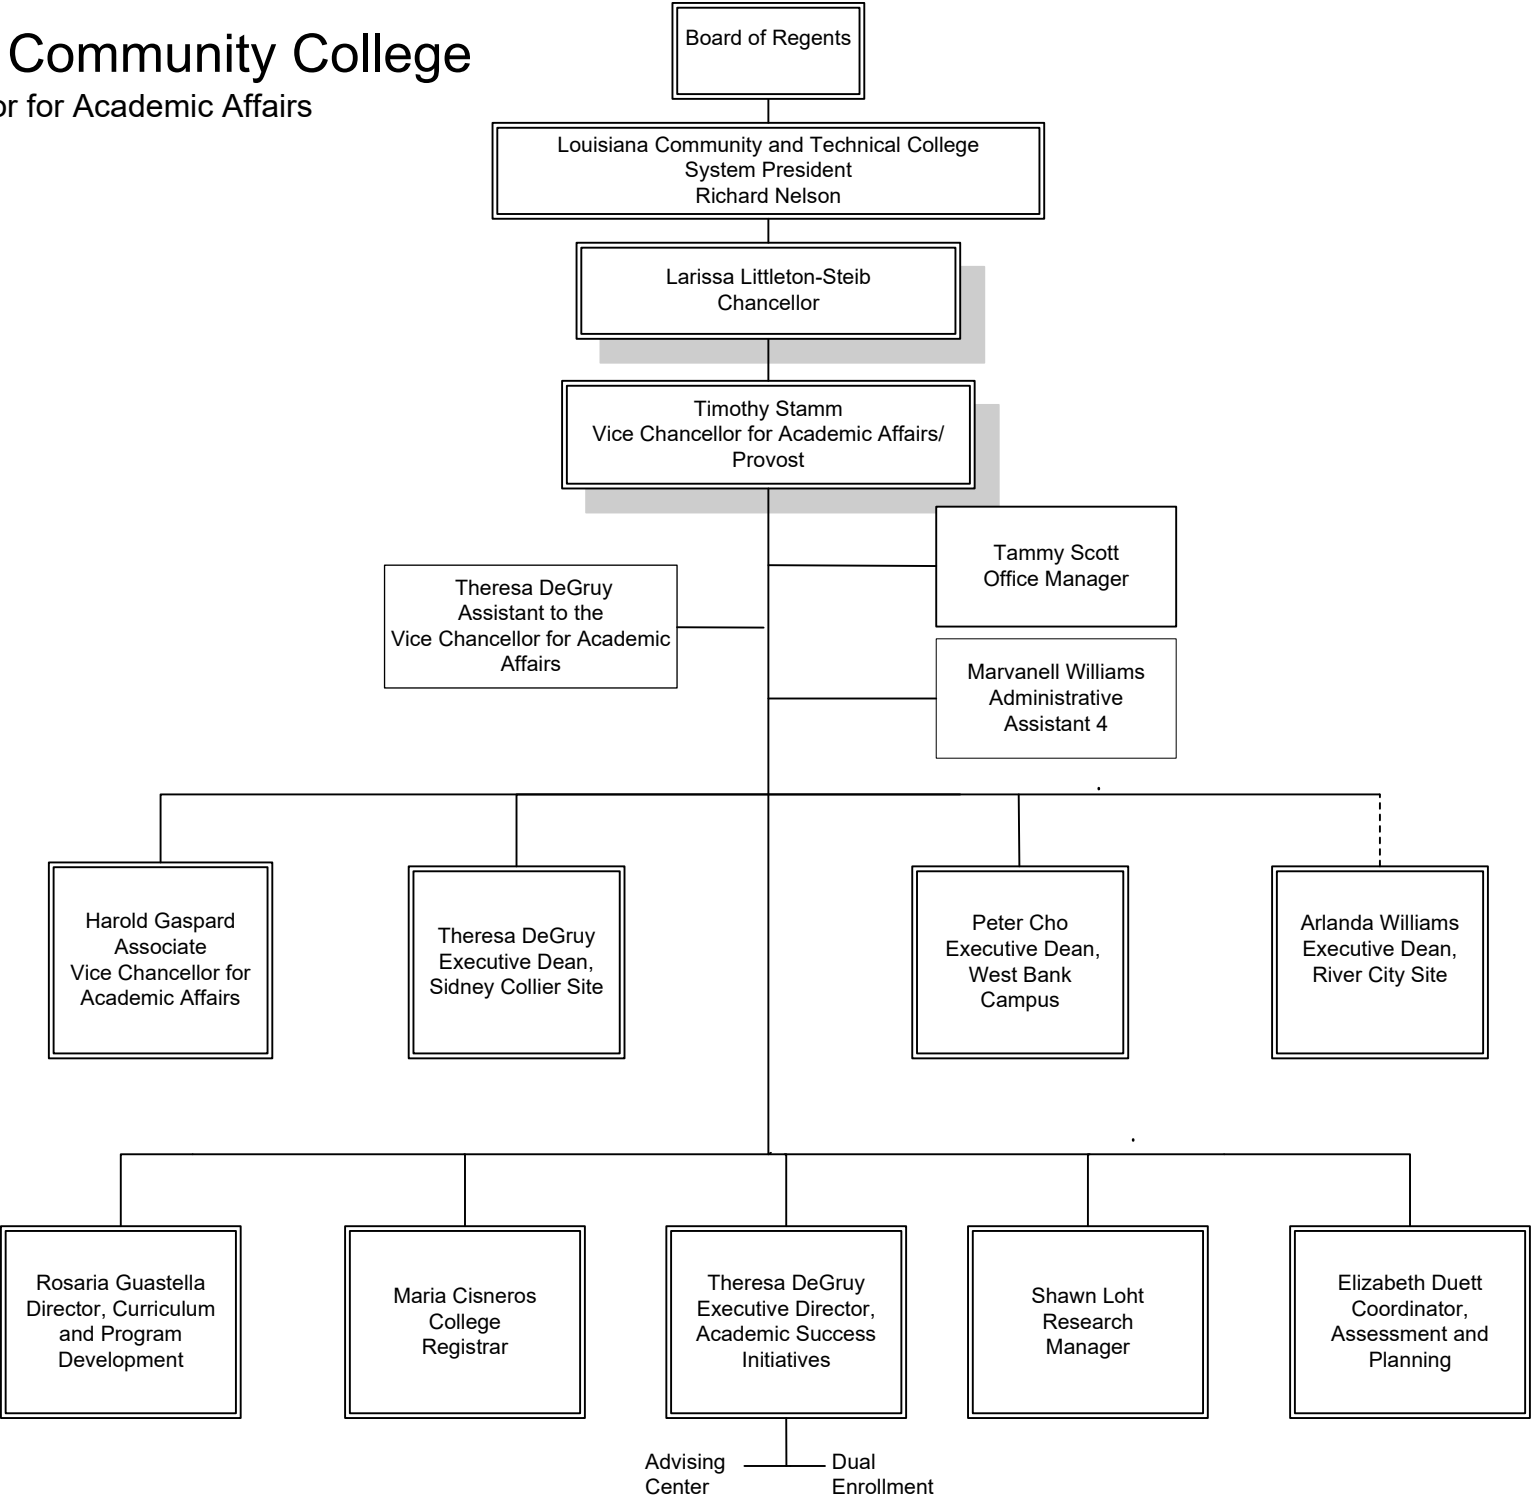 Community College
or for Academic Affairs
Board of Regents
Louisiana Community and Technical College
System President
Richard Nelson
Larissa Littleton-Steib
Chancellor
Timothy Stamm
Vice Chancellor for Academic Affairs/
Provost
Tammy Scott
Office Manager
Theresa DeGruy
Assistant to the
Vice Chancellor for Academic
Affairs
Marvanell Williams
Administrative
Assistant 4
Harold Gaspard
Associate
Vice Chancellor for
Academic Affairs
Theresa DeGruy
Executive Dean,
Sidney Collier Site
Peter Cho
Executive Dean,
West Bank
Campus
Arlanda Williams
Executive Dean,
River City Site
Rosaria Guastella
Director, Curriculum
and Program
Development
Maria Cisneros
College
Registrar
Theresa DeGruy
Executive Director,
Academic Success
Initiatives
Shawn Loht
Research
Manager
Elizabeth Duett
Coordinator,
Assessment and
Planning
Advising
Center
Dual
Enrollment